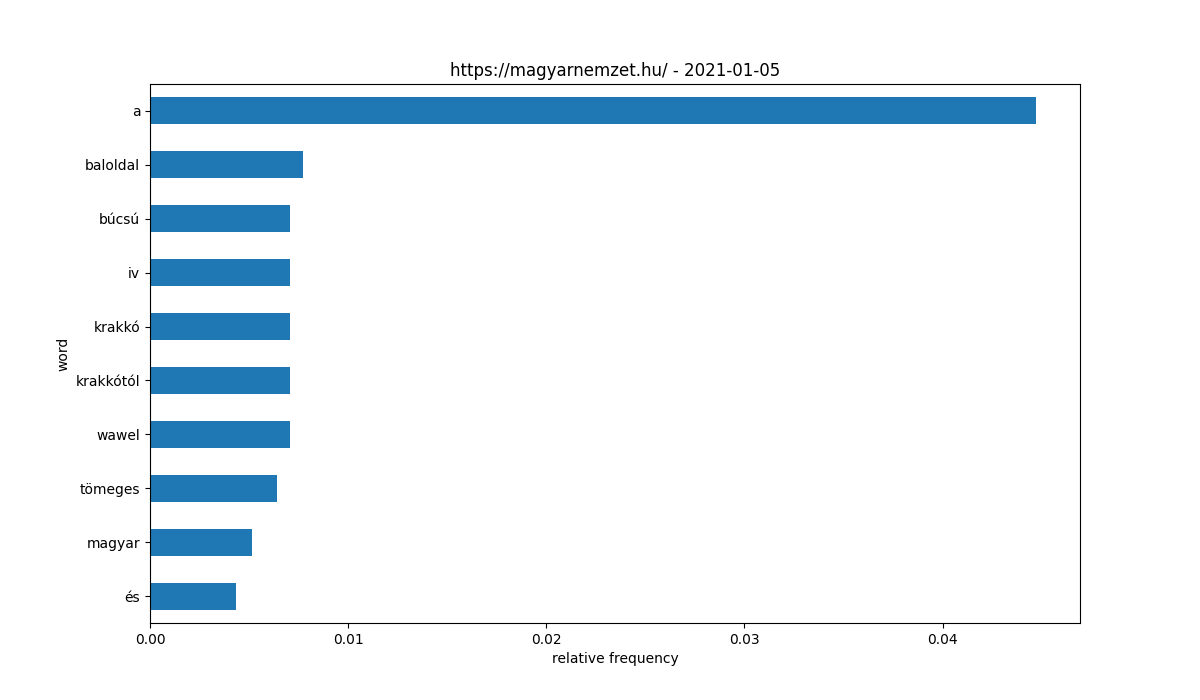 https://magyarnemzet.hu/ - 2021-01-05
a
baloldal
búcsú
iv
krakkó
krakkótól
wawel
tömeges
magyar
és
word
0.00 0.01 0.02 0.03 0.04
relative frequency